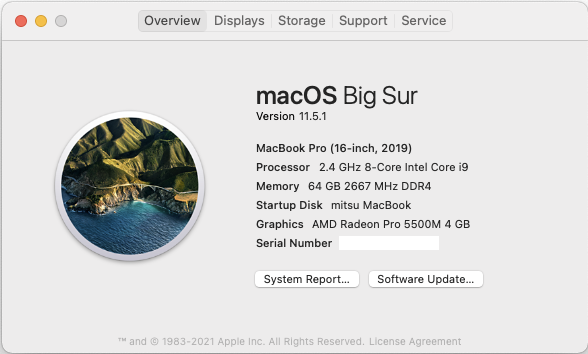 Overview Displays Storage Support Service
macOS Big Sur
Version 11.5.1
MacBook Pro (16-inch, 2019)
Processor 2.4 GHz 8-Core Intel Core i9
Memory 64 GB 2667 MHz DDR4
Startup Disk mitsu MacBook
Graphics AMD Radeon Pro 5500M 4 GB
Serial Number
System Report... Software Update...
™ and © 1983-2021 Apple Inc. All Rights Reserved. License Agreement